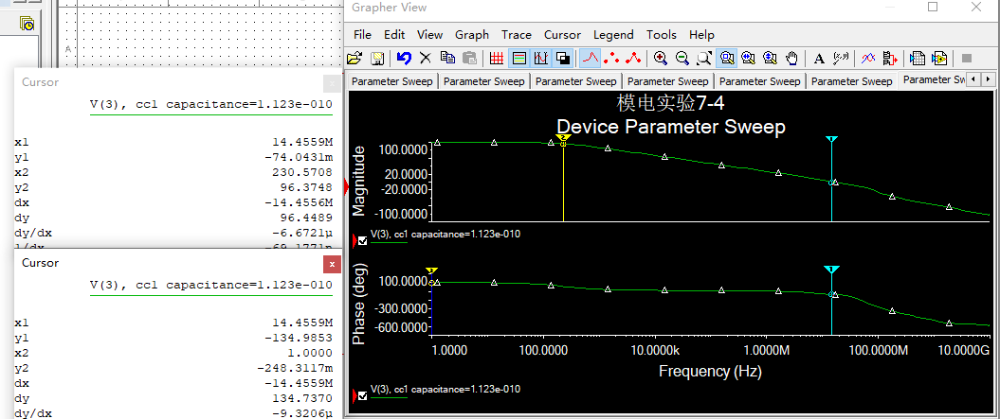 Grapher View
File Edit View Graph Trace Cursor Legend Tools Help
Parameter Sweep Parameter Sweep Parameter Sweep Parameter Sweep Parameter Sweep Parameter Sweep Parameter Sw
A
Cursor
V(3), cc1 capacitance=1.123e-010
x1 14.4559M
y1 -74.0431m
x2 230.5708
y2 96.3748
dx -14.4556M
dy 96.4489
dy/dx -6.6721µ
1/dx -69.1771n
Cursor x
V(3), cc1 capacitance=1.123e-010
x1 14.4559M
y1 -134.9853
x2 1.0000
y2 -248.3117m
dx -14.4559M
dy 134.7370
dy/dx -9.3206µ
模电实验7-4
Device Parameter Sweep
Magnitude
100.0000
20.0000
-20.0000
-100.0000
V(3), cc1 capacitance=1.123e-010
Phase (deg)
100.0000
-300.0000
-600.0000
1.0000 100.0000 10.0000k 1.0000M 100.0000M 10.0000G
Frequency (Hz)
V(3), cc1 capacitance=1.123e-010